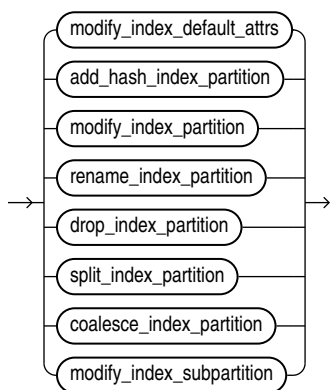 modify_index_default_attrs
add_hash_index_partition
modify_index_partition
rename_index_partition
drop_index_partition
split_index_partition
coalesce_index_partition
modify_index_subpartition